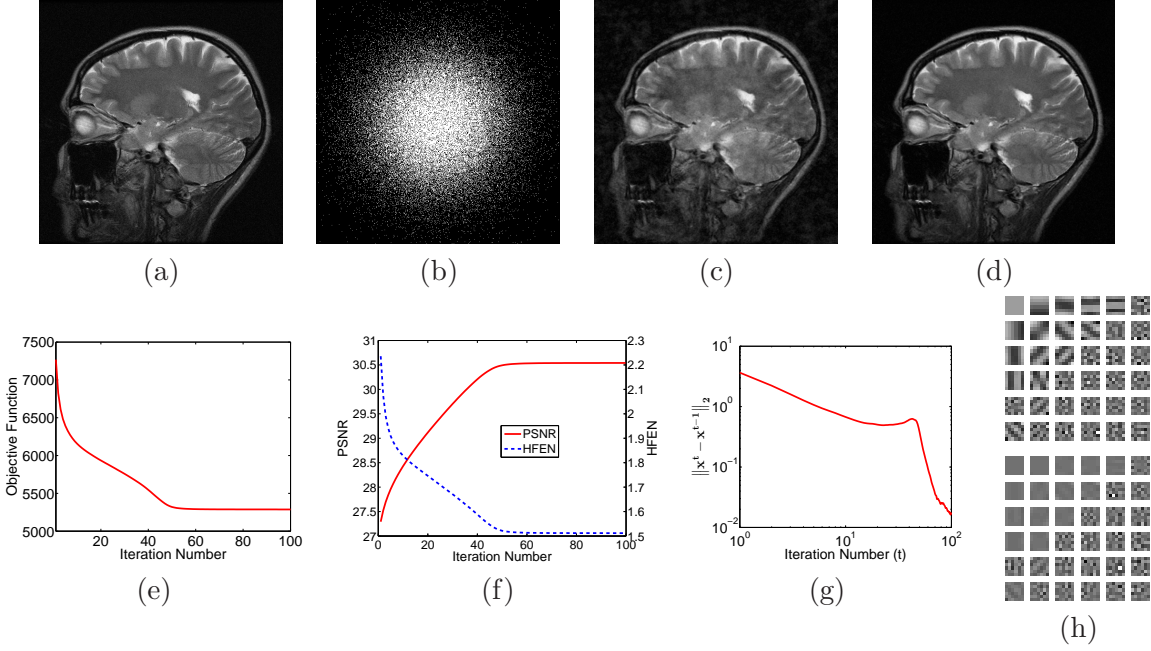 (a)
(b)
(c)
(d)
7500
7000
6500
6000
5500
5000
Objective Function
20
40
60
80
100
Iteration Number
(e)
31
30.5
30
29.5
29
28.5
28
27.5
27
PSNR
0
20
40
60
80
100
Iteration Number
2.3
2.2
2.1
2
1.9
1.8
1.7
1.6
1.5
HFEN
PSNR
HFEN
(f)
10^1
10^0
10^−1
10^−2
‖x^t − x^{t−1}‖_2
10^0
10^1
10^2
Iteration Number (t)
(g)
(h)